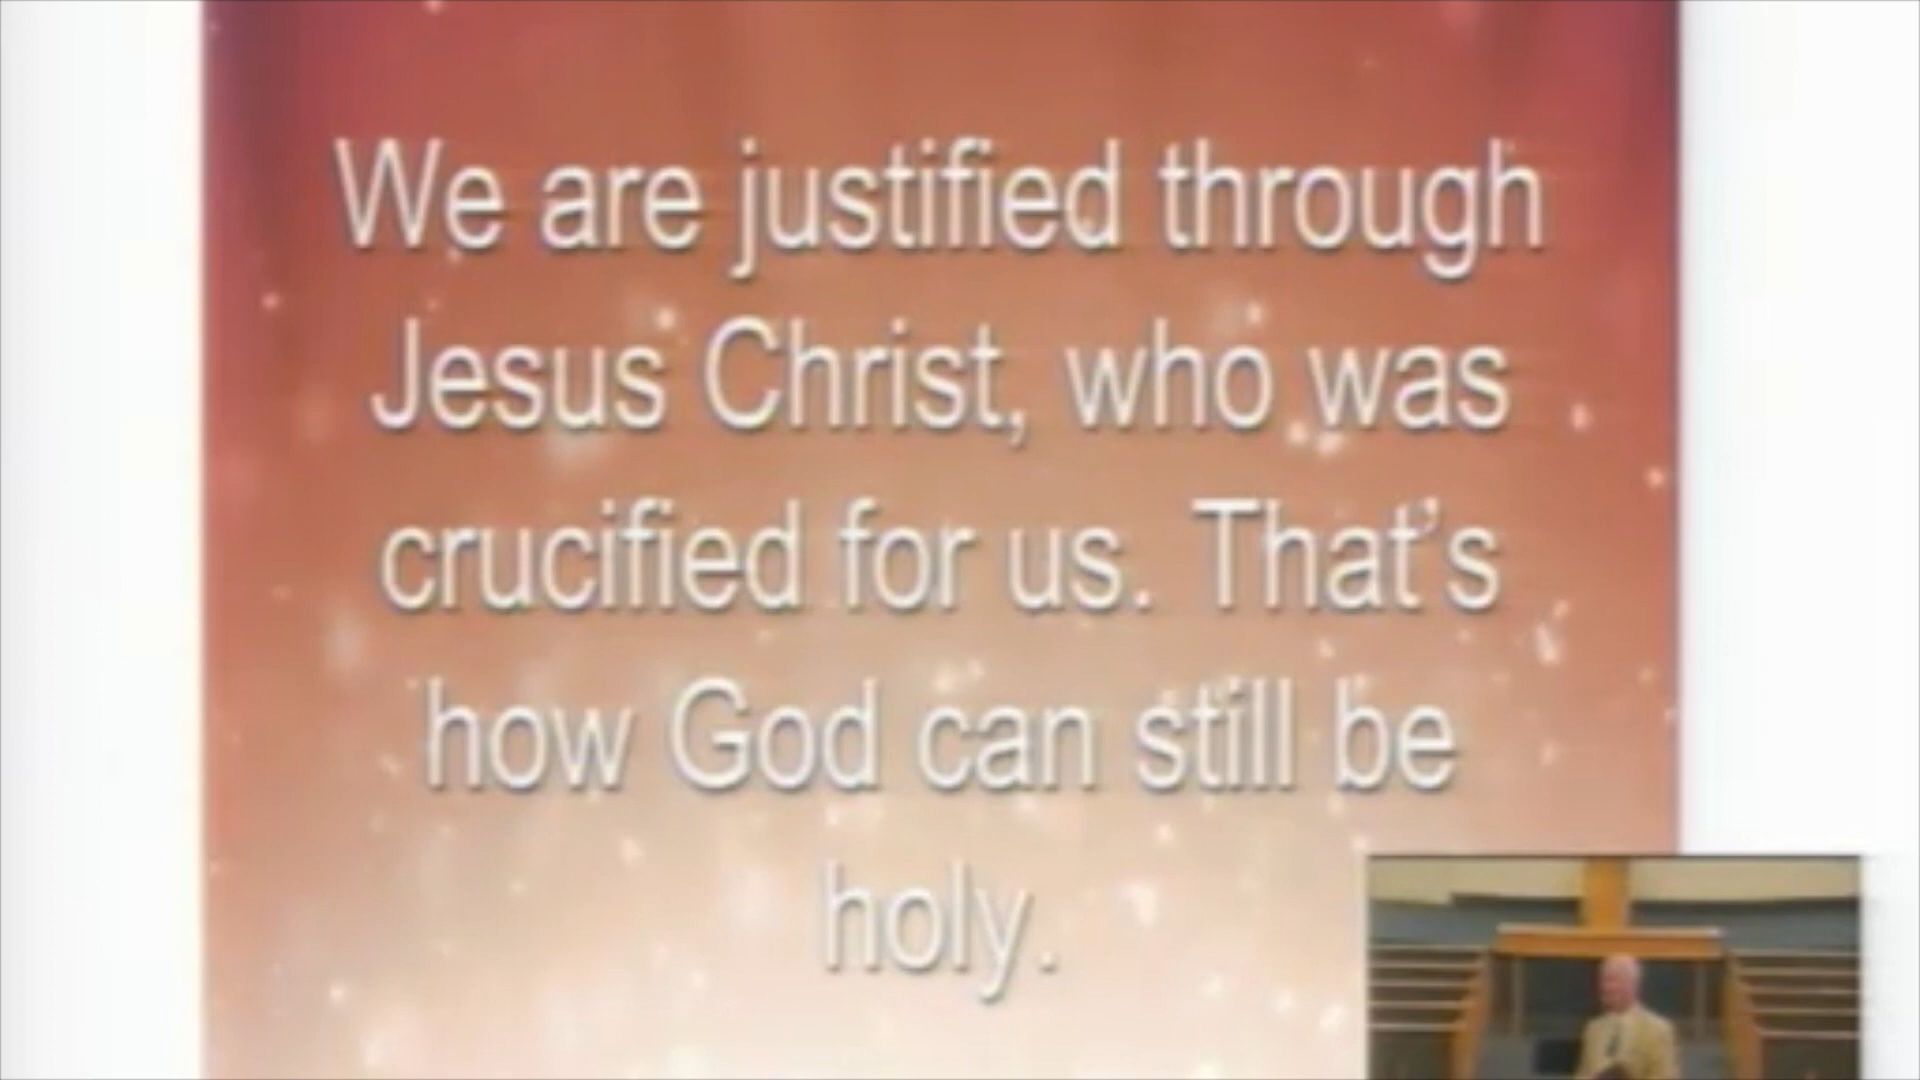 We are justified through
Jesus Christ, who was
crucified for us. That’s
how God can still be
holy.